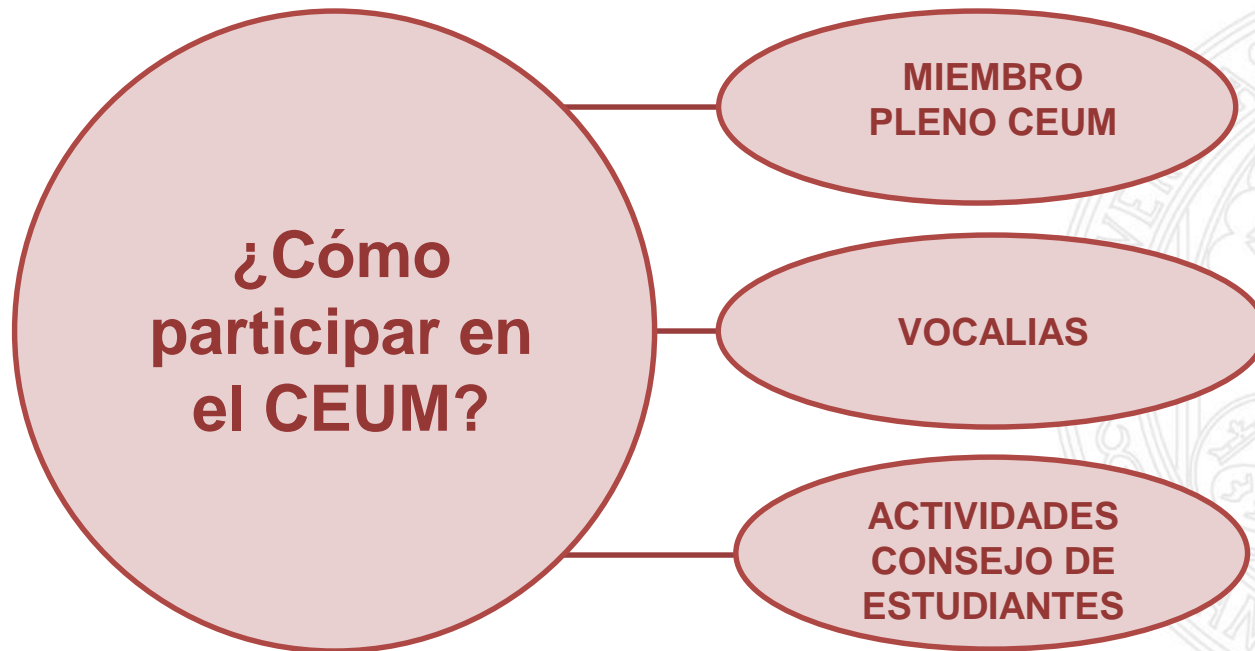 ¿Cómo
participar en
el CEUM?
MIEMBRO
PLENO CEUM
VOCALIAS
ACTIVIDADES
CONSEJO DE
ESTUDIANTES